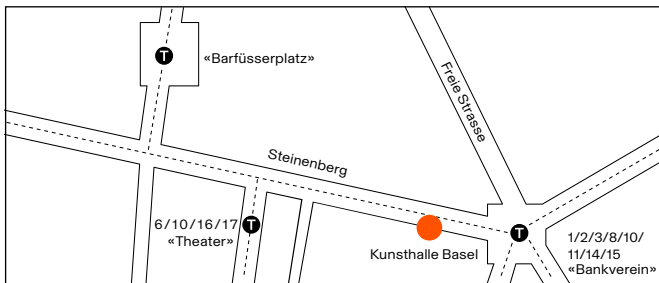 T
«Barfüsserplatz»
Freie Strasse
Steinenberg
6/10/16/17
«Theater»
T
T
Kunsthalle Basel
1/2/3/8/10/
11/14/15
«Bankverein»